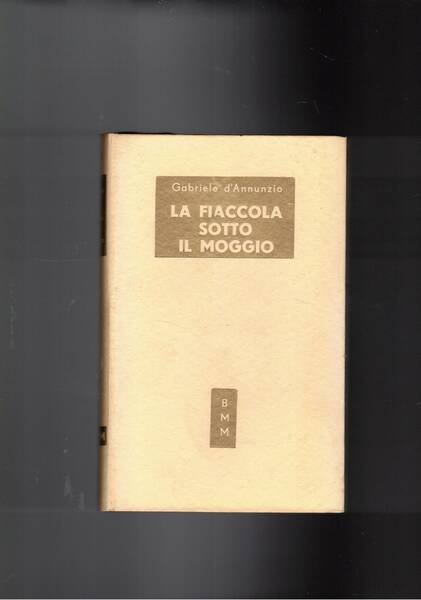 Gabriele d'Annunzio
LA FIACCOLA
SOTTO
IL MOGGIO
B
M
M